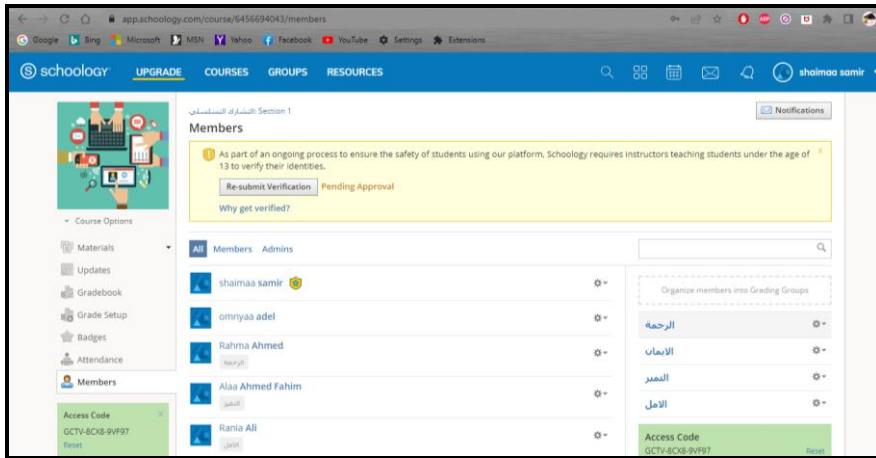 app.schoology.com/course/6456694043/members
Google Bing Microsoft MSN Yahoo Facebook YouTube Settings Extensions
schoology UPGRADE COURSES GROUPS RESOURCES shaimaa samir
التشارك التسلسلي: Section 1
Notifications
Members
As part of an ongoing process to ensure the safety of students using our platform, Schoology requires instructors teaching students under the age of
13 to verify their identities.
Re-submit Verification Pending Approval
Why get verified?
Course Options
Materials
Updates
Gradebook
Grade Setup
Badges
Attendance
Members
Access Code
GCTV-8CX8-9VF97
Reset
All Members Admins
shaimaa samir
omnyaa adel
Rahma Ahmed
الرحمة
Alaa Ahmed Fahim
التميز
Rania Ali
الامل
Organize members into Grading Groups
الرحمة
الايمان
التميز
الامل
Access Code
GCTV-8CX8-9VF97 Reset